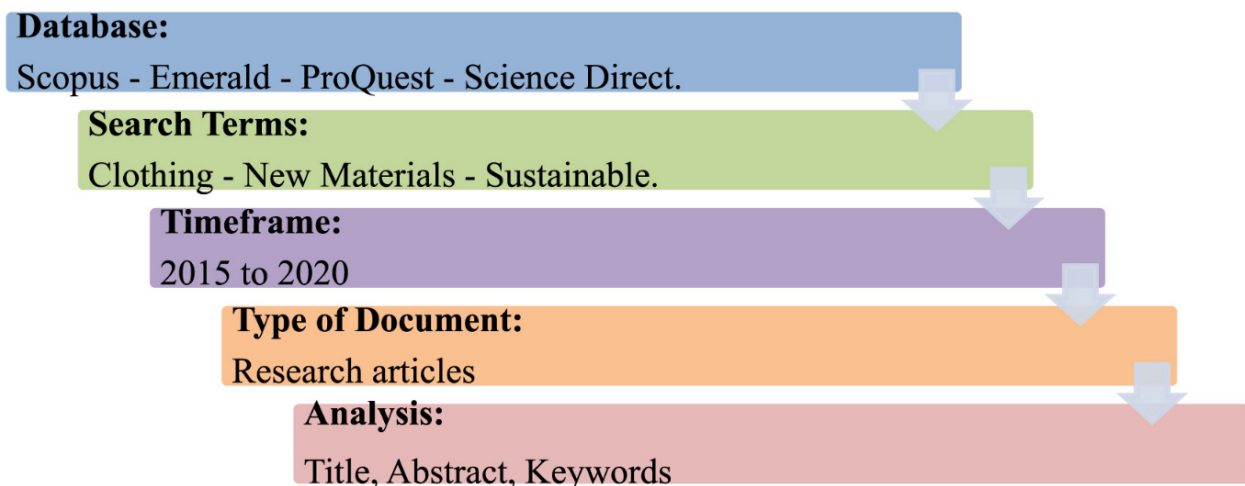 Database:
Scopus - Emerald - ProQuest - Science Direct.
Search Terms:
Clothing - New Materials - Sustainable.
Timeframe:
2015 to 2020
Type of Document:
Research articles
Analysis:
Title, Abstract, Keywords